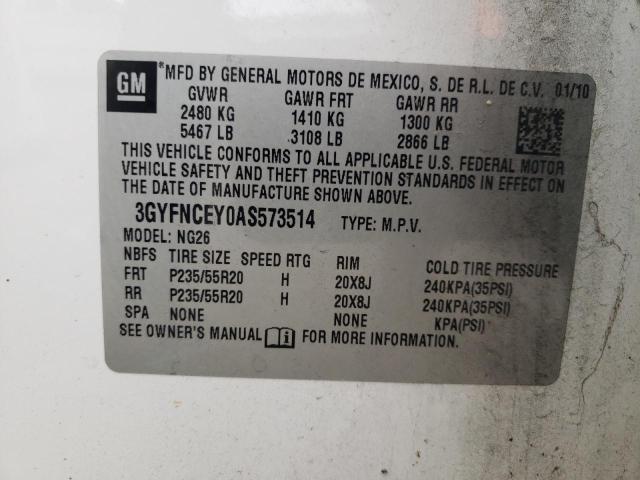 GM
*MFD BY GENERAL MOTORS DE MEXICO, S. DE R.L. DE C.V. 01/10
GVWR GAWR FRT GAWR RR
2480 KG 1410 KG 1300 KG
5467 LB 3108 LB 2866 LB
THIS VEHICLE CONFORMS TO ALL APPLICABLE U.S. FEDERAL MOTOR
VEHICLE SAFETY AND THEFT PREVENTION STANDARDS IN EFFECT ON
THE DATE OF MANUFACTURE SHOWN ABOVE.
3GYFNCEY0AS573514 TYPE: M.P.V.
MODEL: NG26
NBFS TIRE SIZE SPEED RTG RIM COLD TIRE PRESSURE
FRT P235/55R20 H 20X8J 240KPA(35PSI)
RR P235/55R20 H 20X8J 240KPA(35PSI)
SPA NONE NONE KPA(PSI)
SEE OWNER'S MANUAL i FOR MORE INFORMATION.